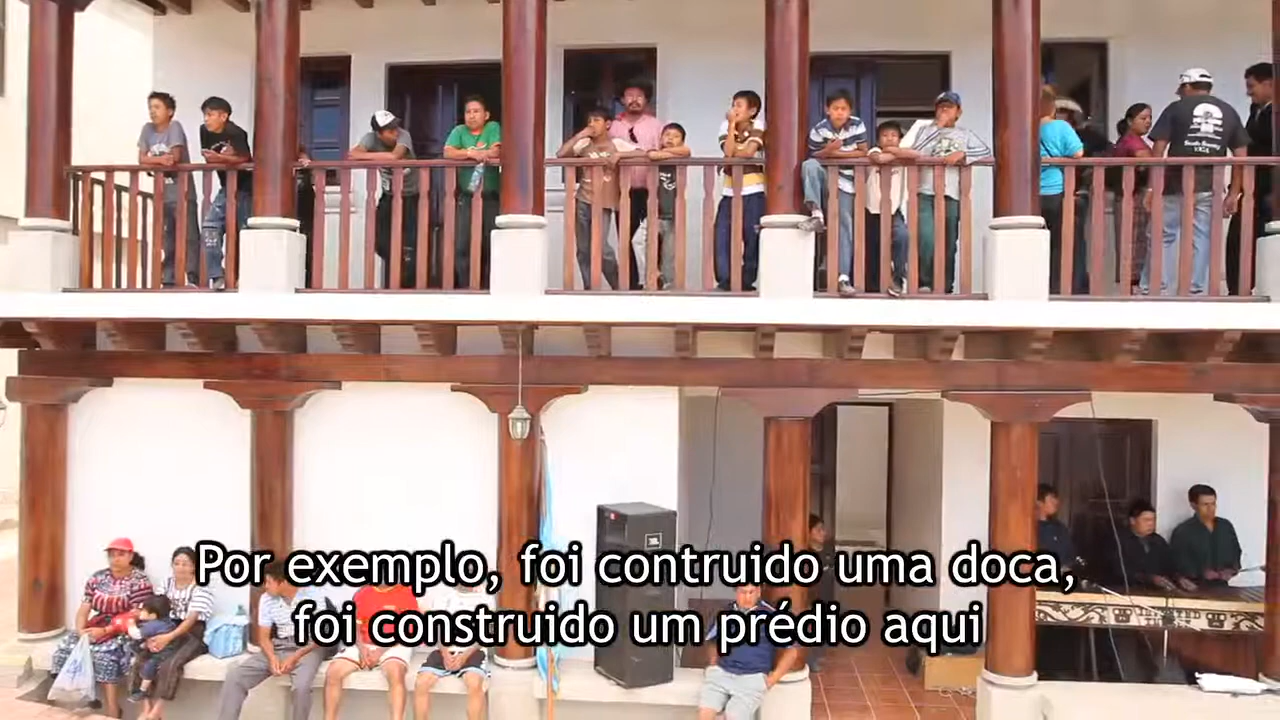 Por exemplo, foi contruido uma doca,
foi construido um prédio aqui